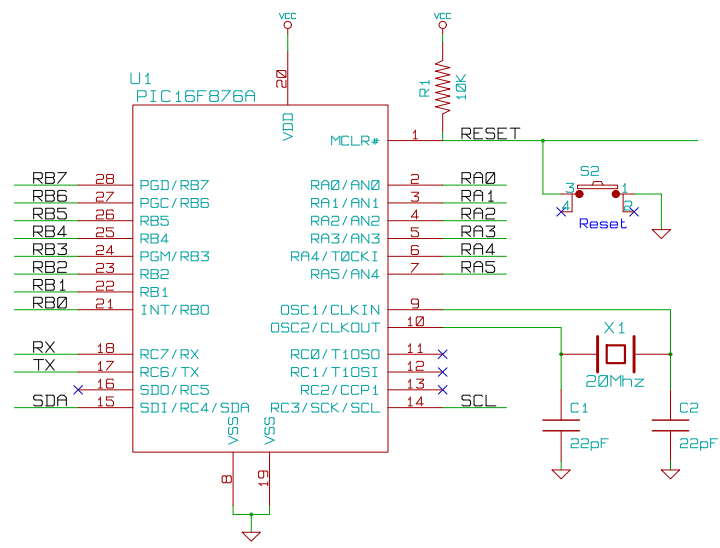 VCC VCC
20
U1
PIC16F876A
R1
10K
VDD
MCLR# 1 RESET
S2
3 1
4 2
Reset
RB7 28 PGD/RB7 RA0/AN0 2 RA0
RB6 27 PGC/RB6 RA1/AN1 3 RA1
RB5 26 RB5 RA2/AN2 4 RA2
RB4 25 RB4 RA3/AN3 5 RA3
RB3 24 PGM/RB3 RA4/T0CKI 6 RA4
RB2 23 RB2 RA5/AN4 7 RA5
RB1 22 RB1
RB0 21 INT/RB0 OSC1/CLKIN 9
OSC2/CLKOUT 10
X1
20Mhz
RX 18 RC7/RX RC0/T1OSO 11
TX 17 RC6/TX RC1/T1OSI 12
16 SDO/RC5 RC2/CCP1 13
SDA 15 SDI/RC4/SDA RC3/SCK/SCL 14 SCL
C1
22pF
C2
22pF
VSS VSS
8 19